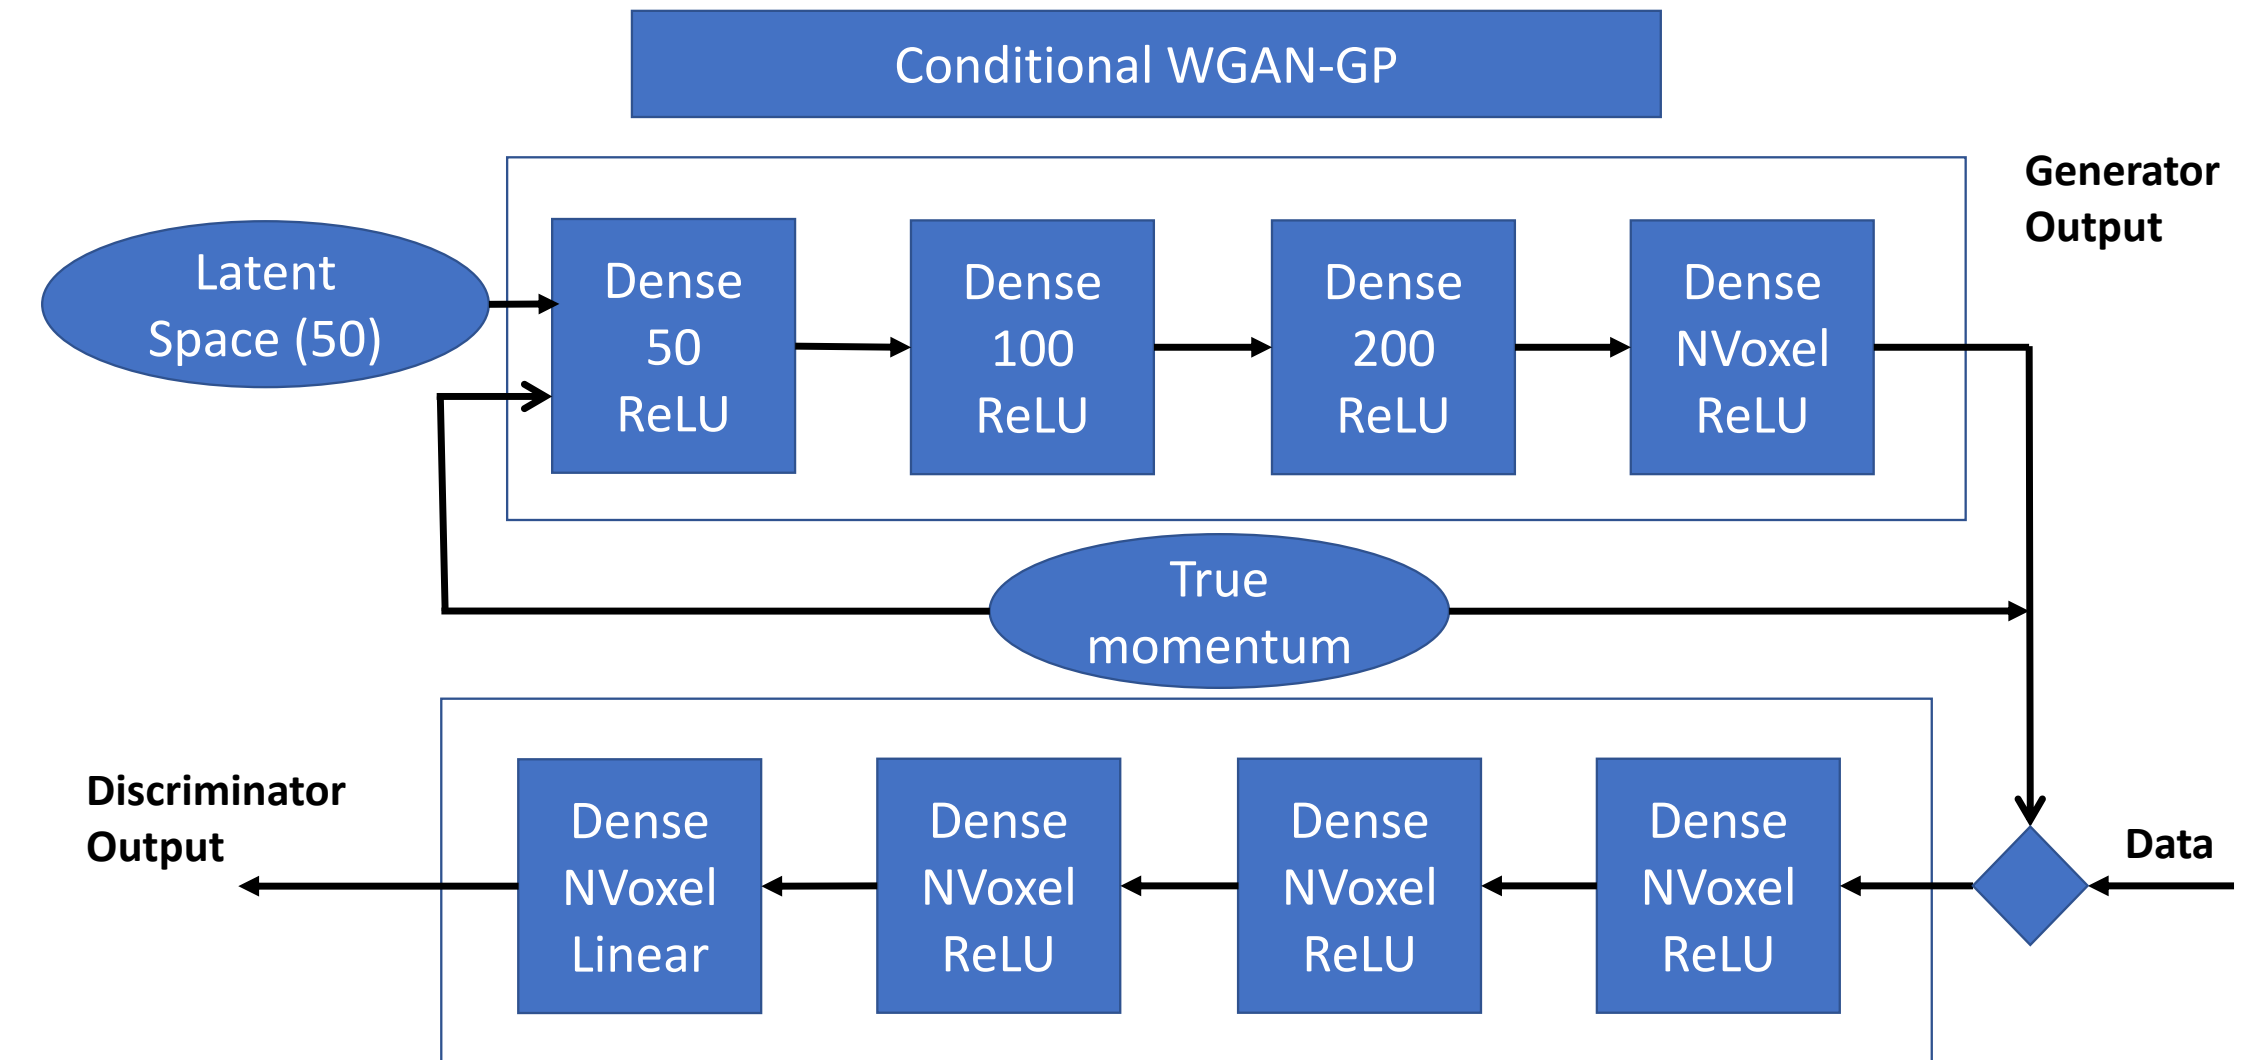 Conditional WGAN-GP
Generator
Output
Latent
Space (50)
Dense
50
ReLU
Dense
100
ReLU
Dense
200
ReLU
Dense
NVoxel
ReLU
True
momentum
Discriminator
Output
Dense
NVoxel
Linear
Dense
NVoxel
ReLU
Dense
NVoxel
ReLU
Dense
NVoxel
ReLU
Data